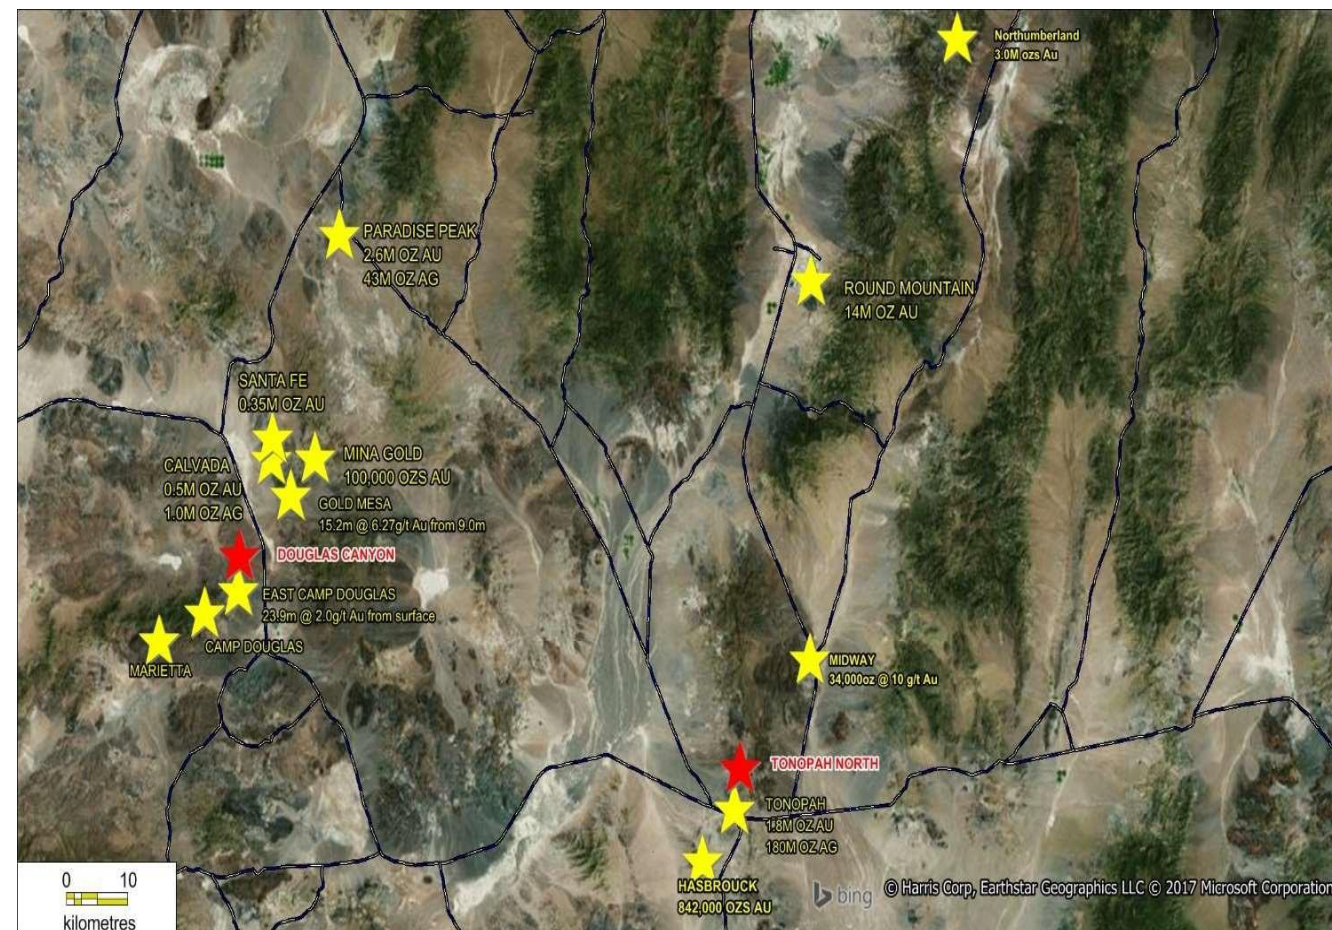 Northumberland
3.0M ozs Au
PARADISE PEAK
2.6M OZ AU
43M OZ AG
ROUND MOUNTAIN
14M OZ AU
SANTA FE
0.35M OZ AU
MINA GOLD
100,000 OZS AU
CALVADA
0.5M OZ AU
1.0M OZ AG
GOLD MESA
15.2m @ 6.27g/t Au from 9.0m
DOUGLAS CANYON
EAST CAMP DOUGLAS
23.9m @ 2.0g/t Au from surface
CAMP DOUGLAS
MARIETTA
MIDWAY
34,000oz @ 10 g/t Au
TONOPAH NORTH
TONOPAH
1.8M OZ AU
180M OZ AG
HASBROUCK
842,000 OZS AU
0 10
kilometres
bing © Harris Corp, Earthstar Geographics LLC © 2017 Microsoft Corporation